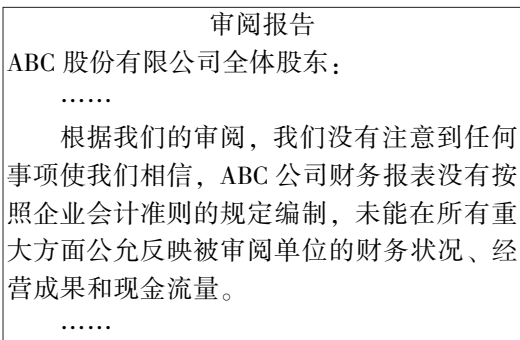 审阅报告
ABC 股份有限公司全体股东：
……
根据我们的审阅，我们没有注意到任何
事项使我们相信，ABC 公司财务报表没有按
照企业会计准则的规定编制，未能在所有重
大方面公允反映被审阅单位的财务状况、经
营成果和现金流量。
……